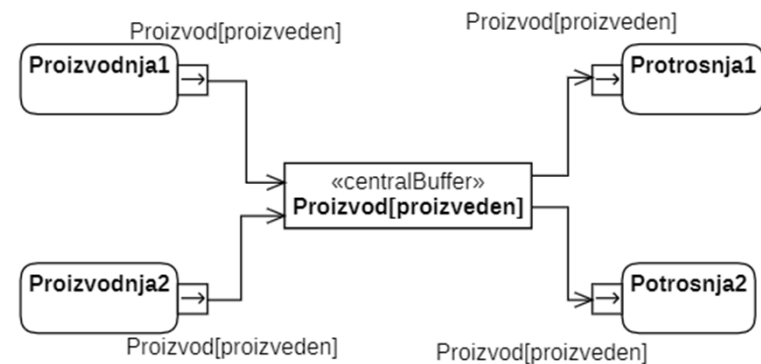 Proizvod[proizveden]
Proizvod[proizveden]
Proizvodnja1
Protrosnja1
«centralBuffer»
Proizvod[proizveden]
Proizvodnja2
Potrosnja2
Proizvod[proizveden]
Proizvod[proizveden]